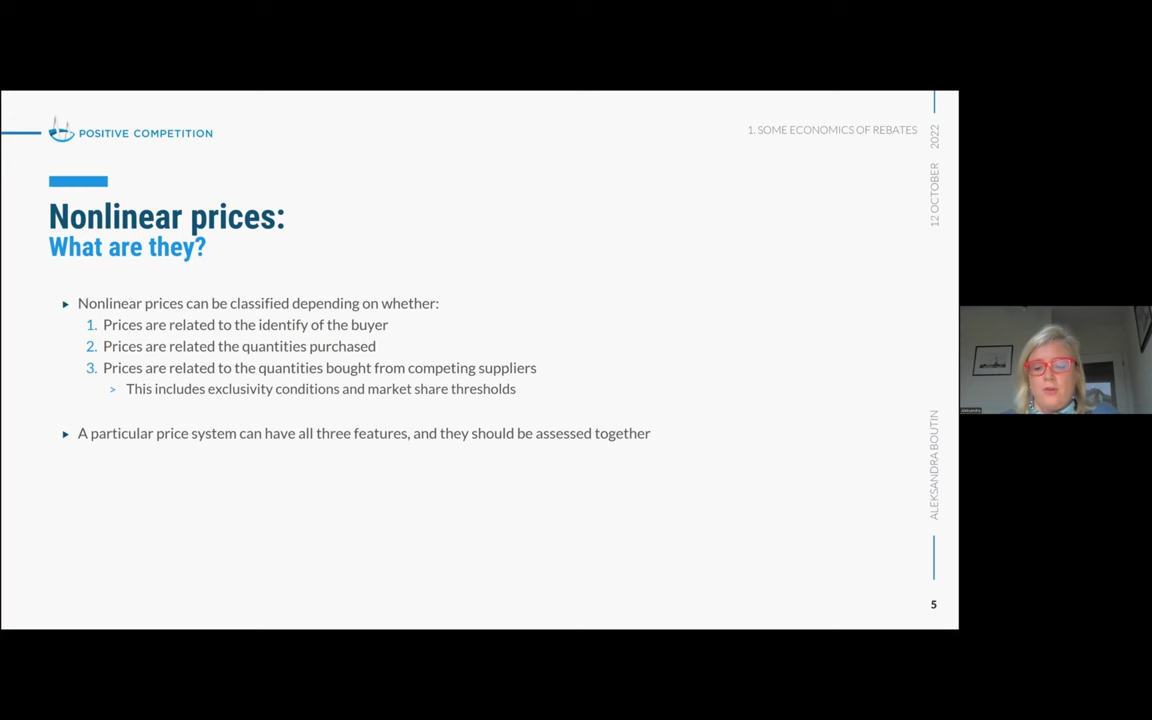 POSITIVE COMPETITION
1. SOME ECONOMICS OF REBATES
12 OCTOBER 2022
Nonlinear prices:
What are they?
▸ Nonlinear prices can be classified depending on whether:
1. Prices are related to the identify of the buyer
2. Prices are related the quantities purchased
3. Prices are related to the quantities bought from competing suppliers
> This includes exclusivity conditions and market share thresholds
▸ A particular price system can have all three features, and they should be assessed together
ALEKSANDRA BOUTIN
5
Aleksandra